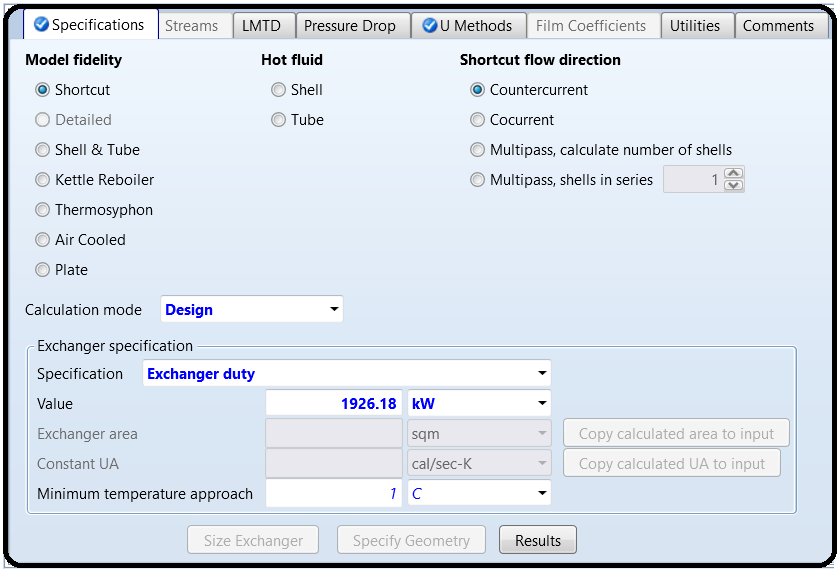 Specifications Streams LMTD Pressure Drop U Methods Film Coefficients Utilities Comments
Model fidelity Hot fluid Shortcut flow direction
Shortcut Shell Countercurrent
Detailed Tube Cocurrent
Shell & Tube Multipass, calculate number of shells
Kettle Reboiler Multipass, shells in series 1
Thermosyphon
Air Cooled
Plate
Calculation mode Design
Exchanger specification
Specification Exchanger duty
Value 1926.18 kW
Exchanger area sqm Copy calculated area to input
Constant UA cal/sec-K Copy calculated UA to input
Minimum temperature approach 1 C
Size Exchanger Specify Geometry Results